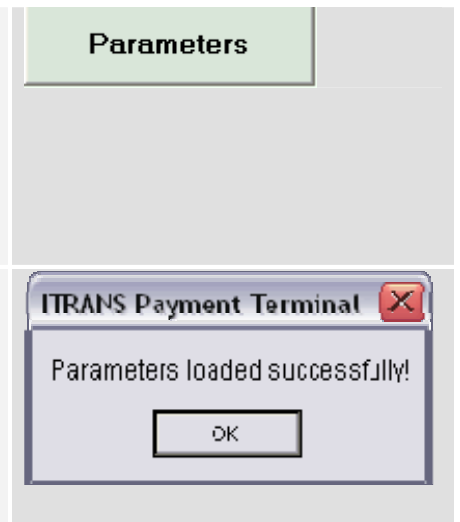 Parameters
ITRANS Payment Terminal
Parameters loaded successfully!
OK